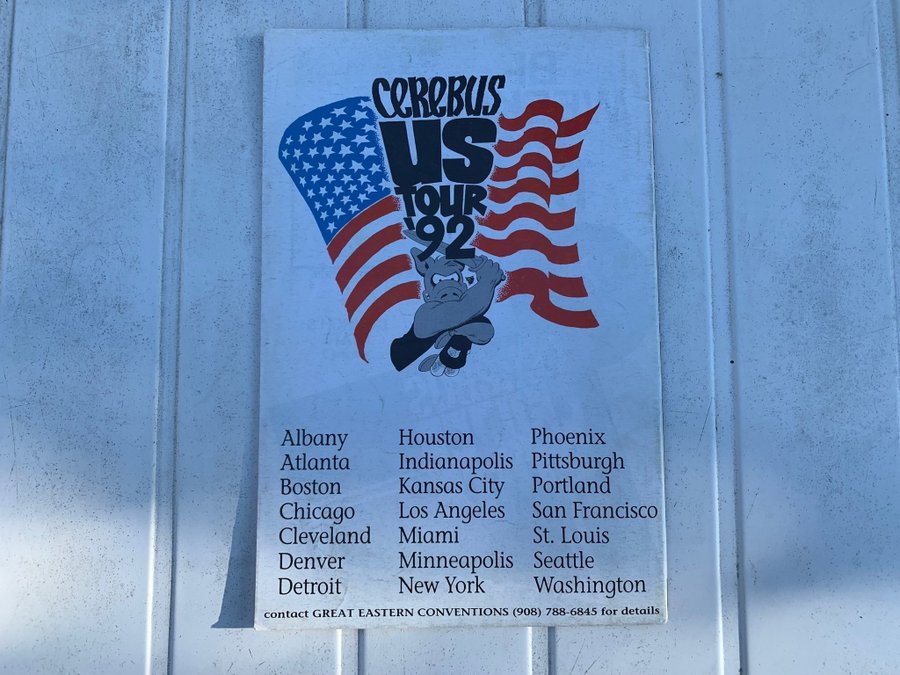 CEREBUS
US
TOUR
'92
Albany
Atlanta
Boston
Chicago
Cleveland
Denver
Detroit
Houston
Indianapolis
Kansas City
Los Angeles
Miami
Minneapolis
New York
Phoenix
Pittsburgh
Portland
San Francisco
St. Louis
Seattle
Washington
contact GREAT EASTERN CONVENTIONS (908) 788-6845 for details